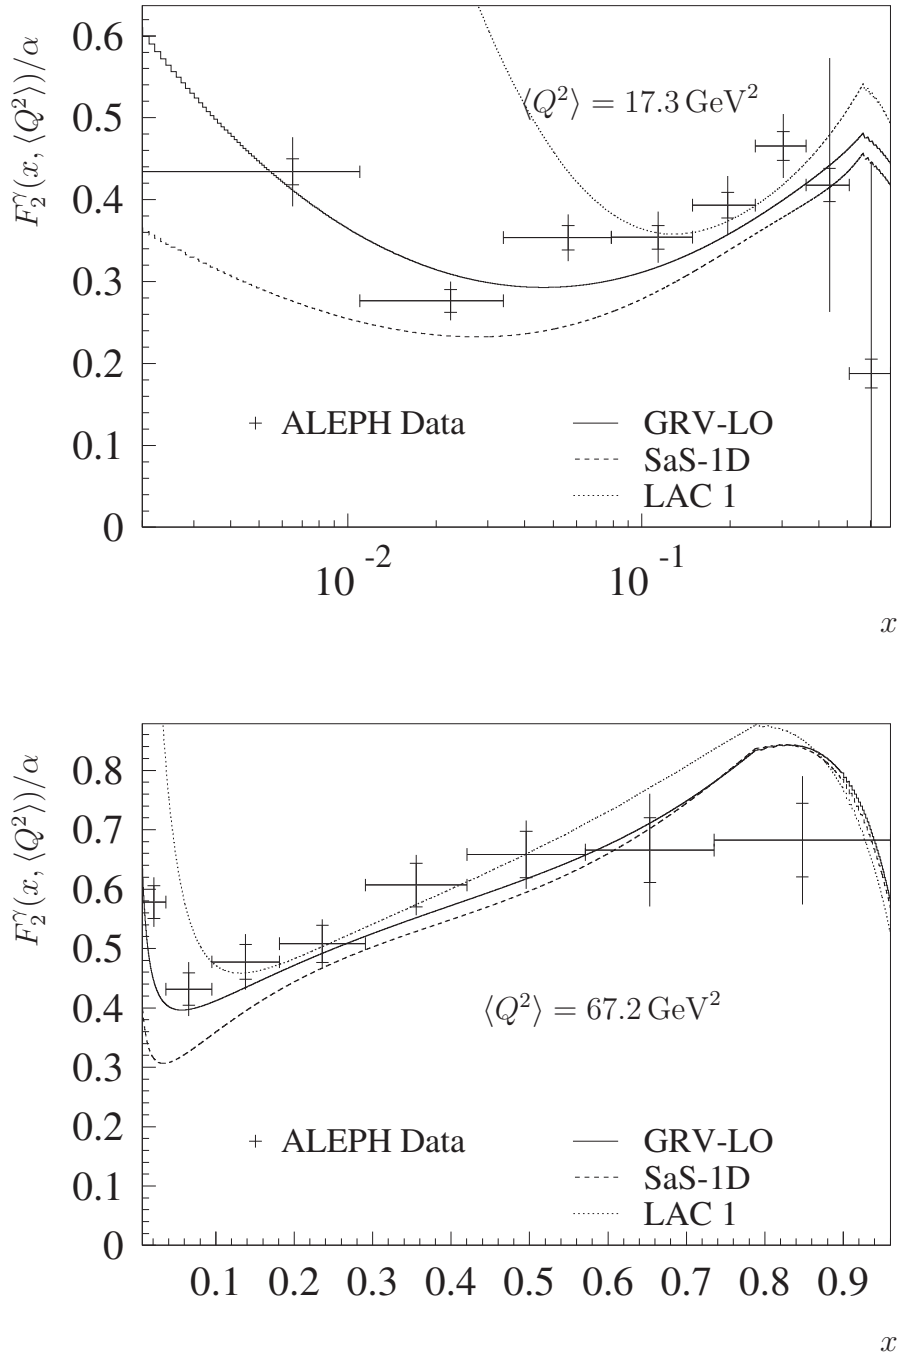 F₂^γ(x, ⟨Q²⟩)/α
0.6
0.5
0.4
0.3
0.2
0.1
0
⟨Q²⟩ = 17.3 GeV²
ALEPH Data
GRV-LO
SaS-1D
LAC 1
10⁻² 10⁻¹
x
F₂^γ(x, ⟨Q²⟩)/α
0.8
0.7
0.6
0.5
0.4
0.3
0.2
0.1
0
⟨Q²⟩ = 67.2 GeV²
ALEPH Data
GRV-LO
SaS-1D
LAC 1
0.1 0.2 0.3 0.4 0.5 0.6 0.7 0.8 0.9
x